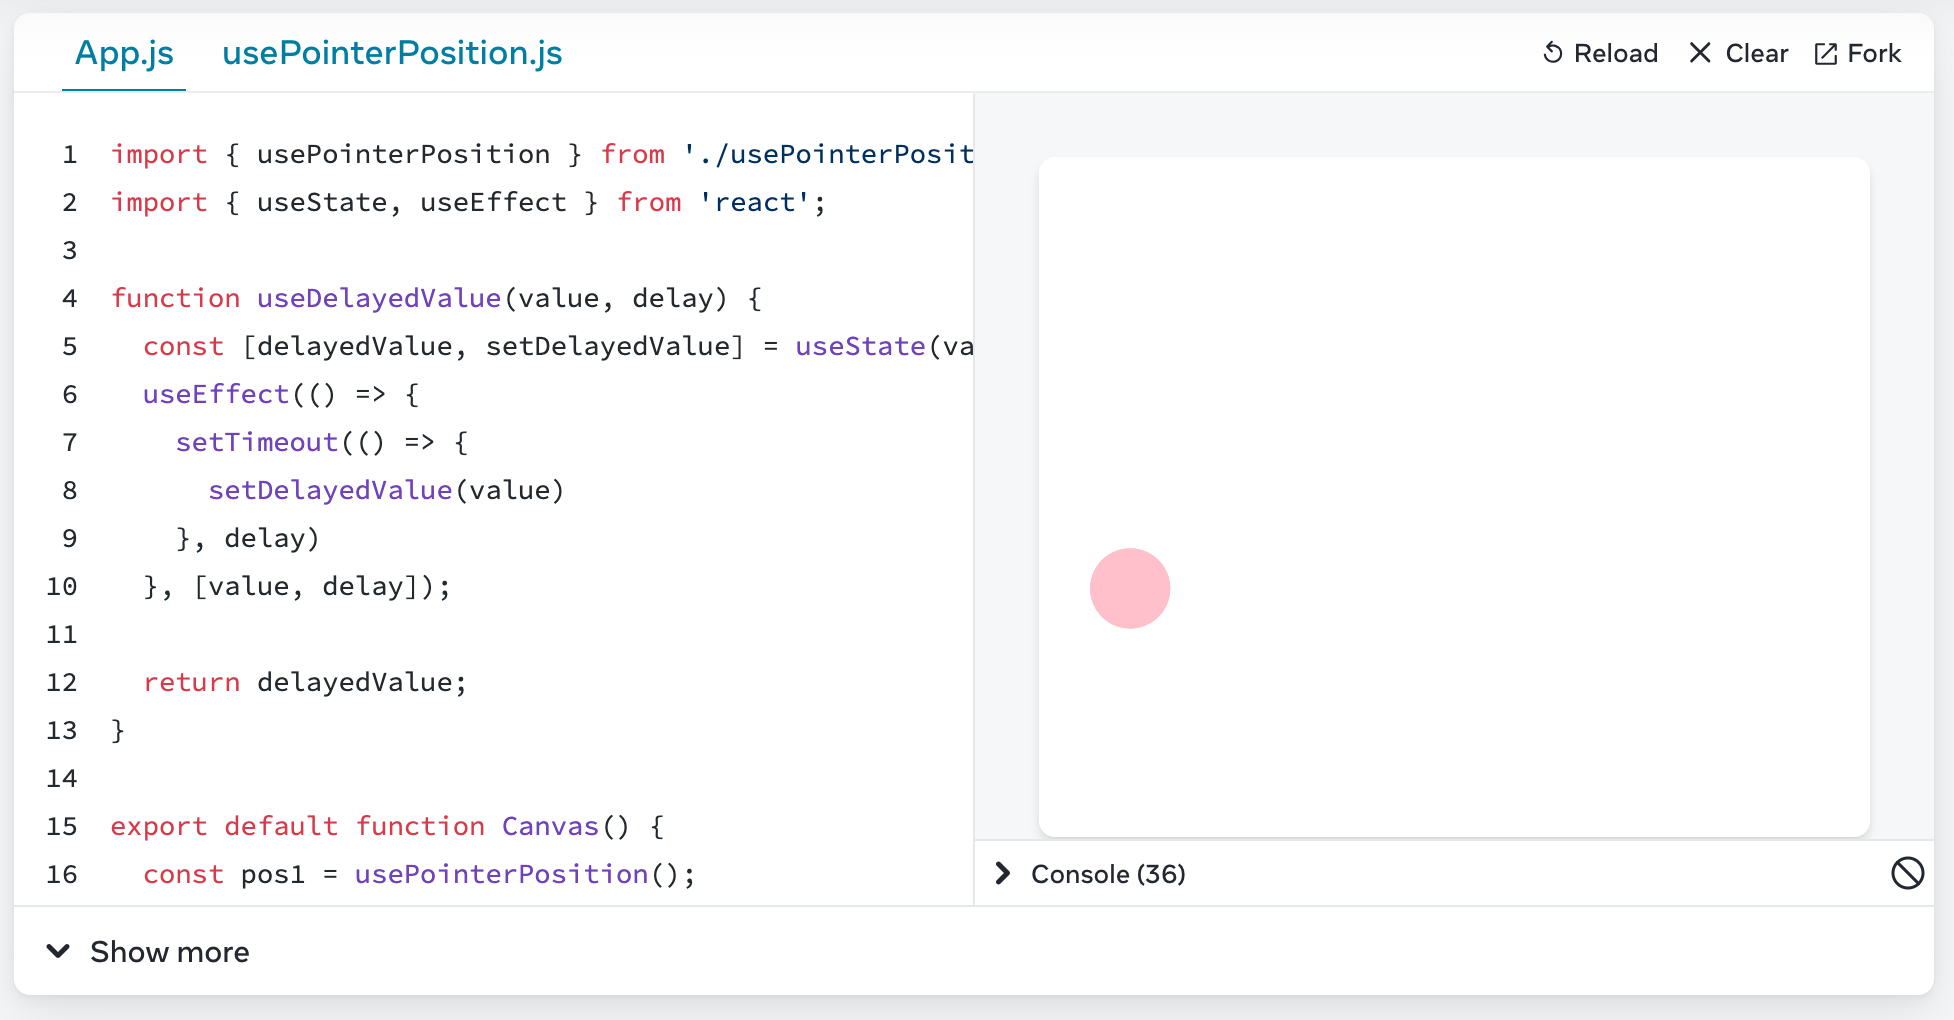 App.js usePointerPosition.js Reload Clear Fork
1 import { usePointerPosition } from './usePointerPosit
2 import { useState, useEffect } from 'react';
3
4 function useDelayedValue(value, delay) {
5   const [delayedValue, setDelayedValue] = useState(va
6   useEffect(() => {
7     setTimeout(() => {
8       setDelayedValue(value)
9     }, delay)
10   }, [value, delay]);
11
12   return delayedValue;
13 }
14
15 export default function Canvas() {
16   const pos1 = usePointerPosition();
Console (36)
Show more